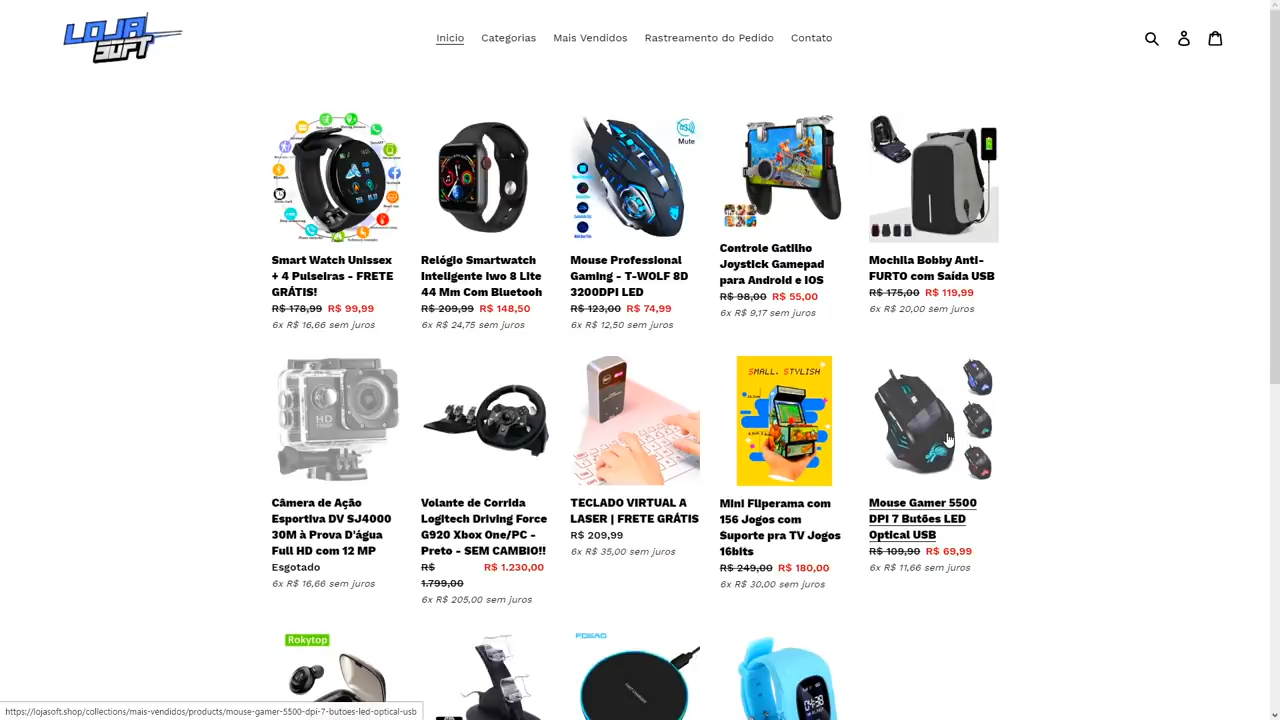 LOJA
SOFT
Inicio
Categorias
Mais Vendidos
Rastreamento do Pedido
Contato
Smart Watch Unissex
+ 4 Pulseiras - FRETE
GRÁTIS!
R$ 178,99 R$ 99,99
6x R$ 16,66 sem juros
Relógio Smartwatch
Inteligente Iwo 8 Lite
44 Mm Com Bluetooh
R$ 209,99 R$ 148,50
6x R$ 24,75 sem juros
Mute
Mouse Professional
Gaming - T-WOLF 8D
3200DPI LED
R$ 123,00 R$ 74,99
6x R$ 12,50 sem juros
Controle Gatilho
Joystick Gamepad
para Android e IOS
R$ 98,00 R$ 55,00
6x R$ 9,17 sem juros
Mochila Bobby Anti-
FURTO com Saída USB
R$ 175,00 R$ 119,99
6x R$ 20,00 sem juros
HD
Câmera de Ação
Esportiva DV SJ4000
30M à Prova D'água
Full HD com 12 MP
Esgotado
6x R$ 16,66 sem juros
Volante de Corrida
Logitech Driving Force
G920 Xbox One/PC -
Preto - SEM CAMBIO!!
R$
1.799,00
R$ 1.230,00
6x R$ 205,00 sem juros
TECLADO VIRTUAL A
LASER | FRETE GRÁTIS
R$ 209,99
6x R$ 35,00 sem juros
SMALL. STYLISH
Mini Fliperama com
156 Jogos com
Suporte pra TV Jogos
16bits
R$ 249,00 R$ 180,00
6x R$ 30,00 sem juros
Mouse Gamer 5500
DPI 7 Butões LED
Optical USB
R$ 109,90 R$ 69,99
6x R$ 11,66 sem juros
Rokytop
FDGAO
04:38
https://lojasoft.shop/collections/mais-vendidos/products/mouse-gamer-5500-dpi-7-butoes-led-optical-usb